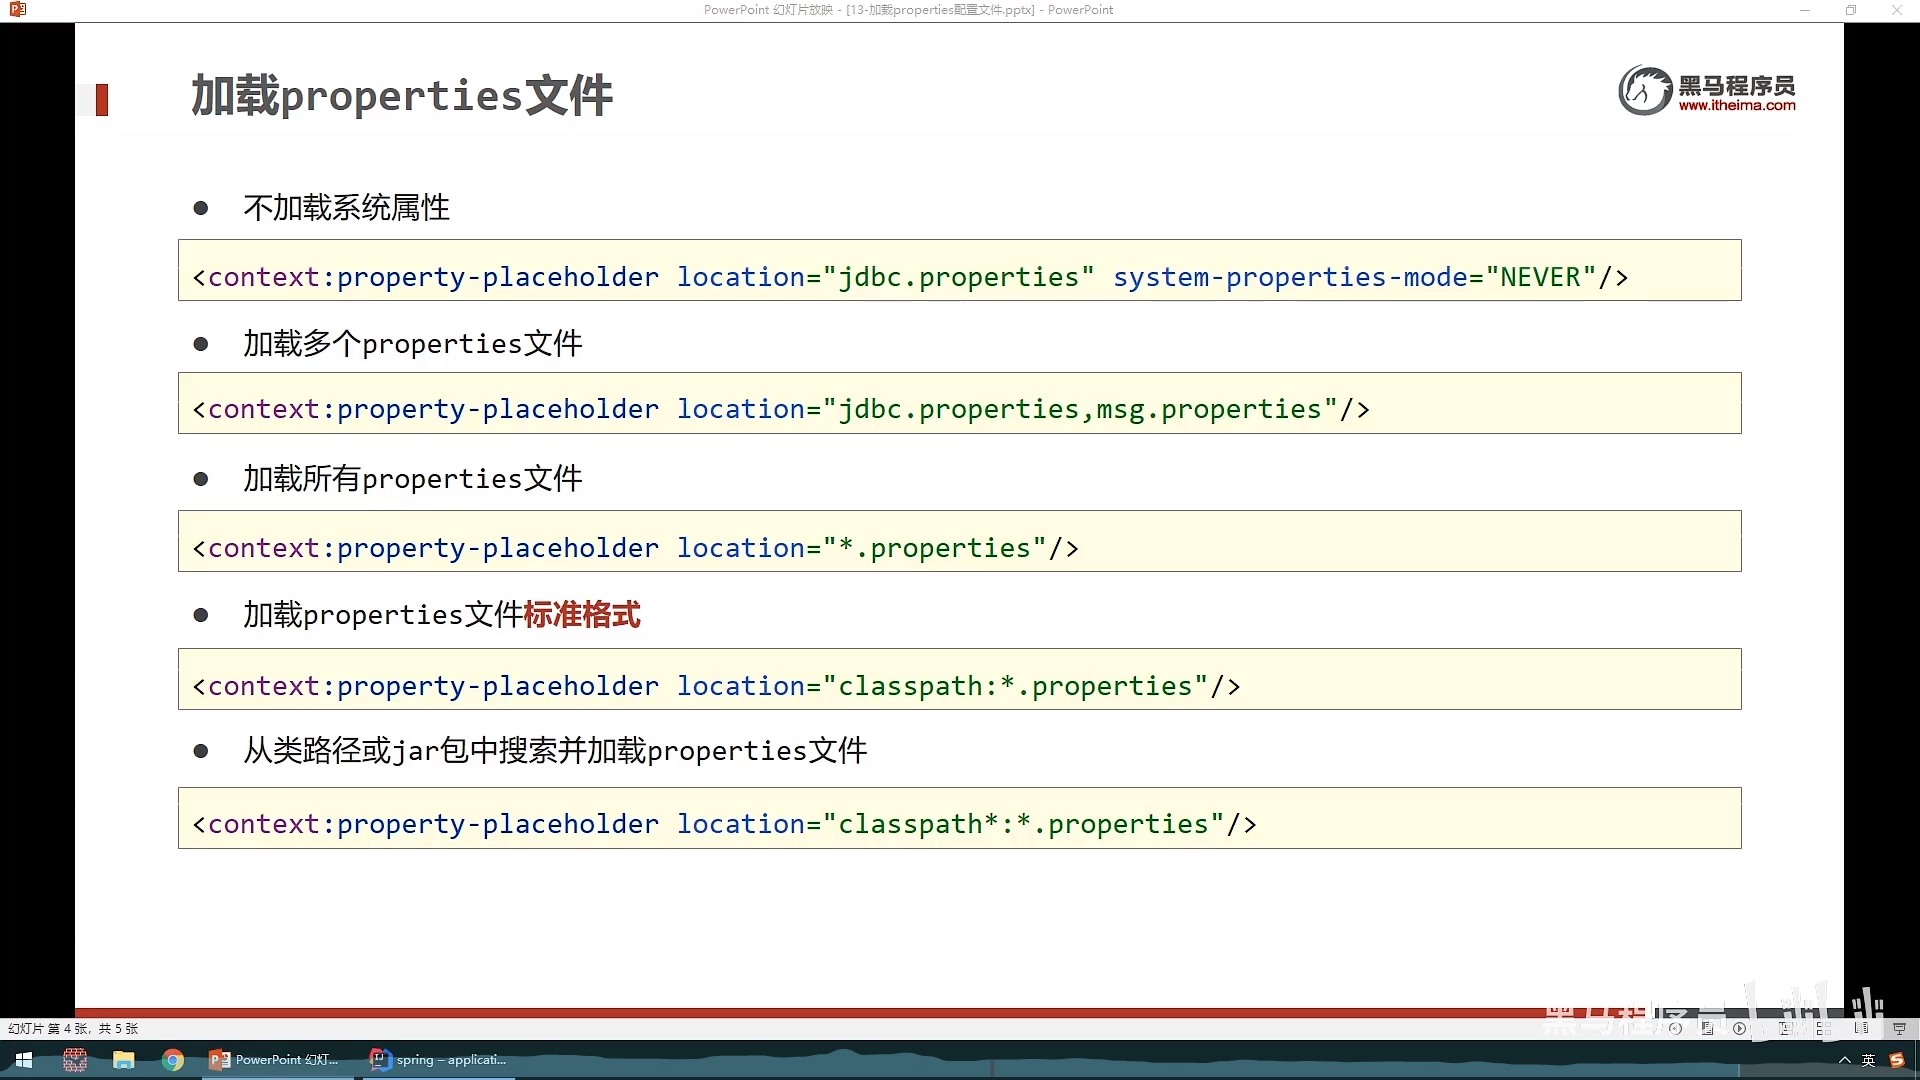 PowerPoint 幻灯片放映 - [13-加载properties配置文件.pptx] - PowerPoint
加载properties文件
黑马程序员
www.itheima.com
不加载系统属性
<context:property-placeholder location="jdbc.properties" system-properties-mode="NEVER"/>
加载多个properties文件
<context:property-placeholder location="jdbc.properties,msg.properties"/>
加载所有properties文件
<context:property-placeholder location="*.properties"/>
加载properties文件标准格式
<context:property-placeholder location="classpath:*.properties"/>
从类路径或jar包中搜索并加载properties文件
<context:property-placeholder location="classpath*:*.properties"/>
黑马程序员
幻灯片 第 4 张，共 5 张
PowerPoint 幻灯...
spring – applicati...
英